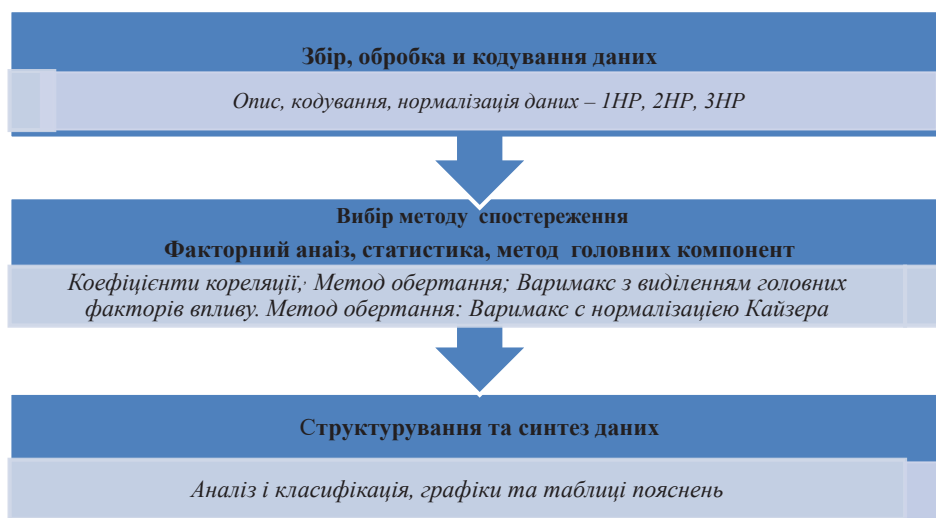 Збір, обробка и кодування даних
Опис, кодування, нормалізація даних – 1НР, 2НР, 3НР
Вибір методу спостереження
Факторний анаіз, статистика, метод головних компонент
Коефіцієнти кореляції, Метод обертання; Варимакс з виділенням головних
факторів впливу. Метод обертання: Варимакс с нормалізацією Кайзера
Структурування та синтез даних
Аналіз і класифікація, графіки та таблиці пояснень